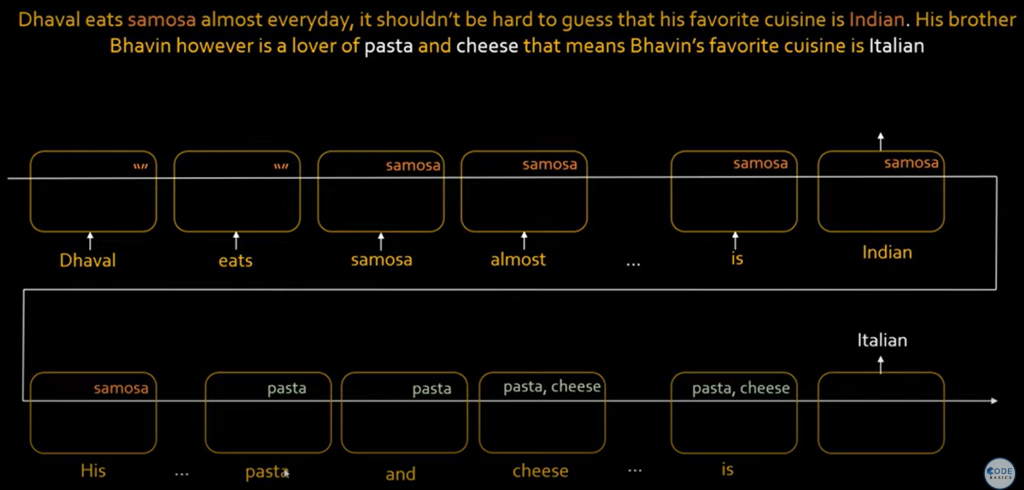 Dhaval eats samosa almost everyday, it shouldn't be hard to guess that his favorite cuisine is Indian. His brother
Bhavin however is a lover of pasta and cheese that means Bhavin's favorite cuisine is Italian
"" "" samosa samosa samosa samosa
Dhaval eats samosa almost ... is Indian
Italian
samosa pasta pasta pasta, cheese pasta, cheese
His ... pasta and cheese ... is
CODE
BASICS